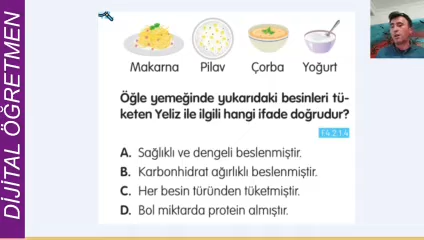 DİJİTAL ÖĞRETMEN
Makarna Pilav Çorba Yoğurt
Öğle yemeğinde yukarıdaki besinleri tü-
keten Yeliz ile ilgili hangi ifade doğrudur?
F.4.2.1.4
A. Sağlıklı ve dengeli beslenmiştir.
B. Karbonhidrat ağırlıklı beslenmiştir.
C. Her besin türünden tüketmiştir.
D. Bol miktarda protein almıştır.